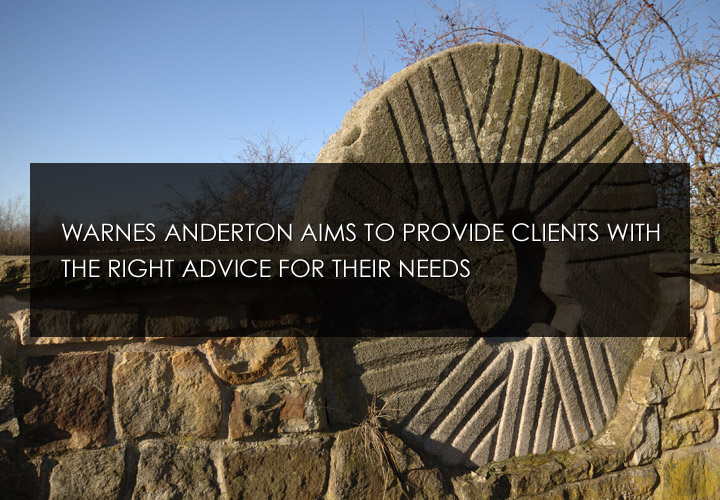 WARNES ANDERTON AIMS TO PROVIDE CLIENTS WITH
THE RIGHT ADVICE FOR THEIR NEEDS